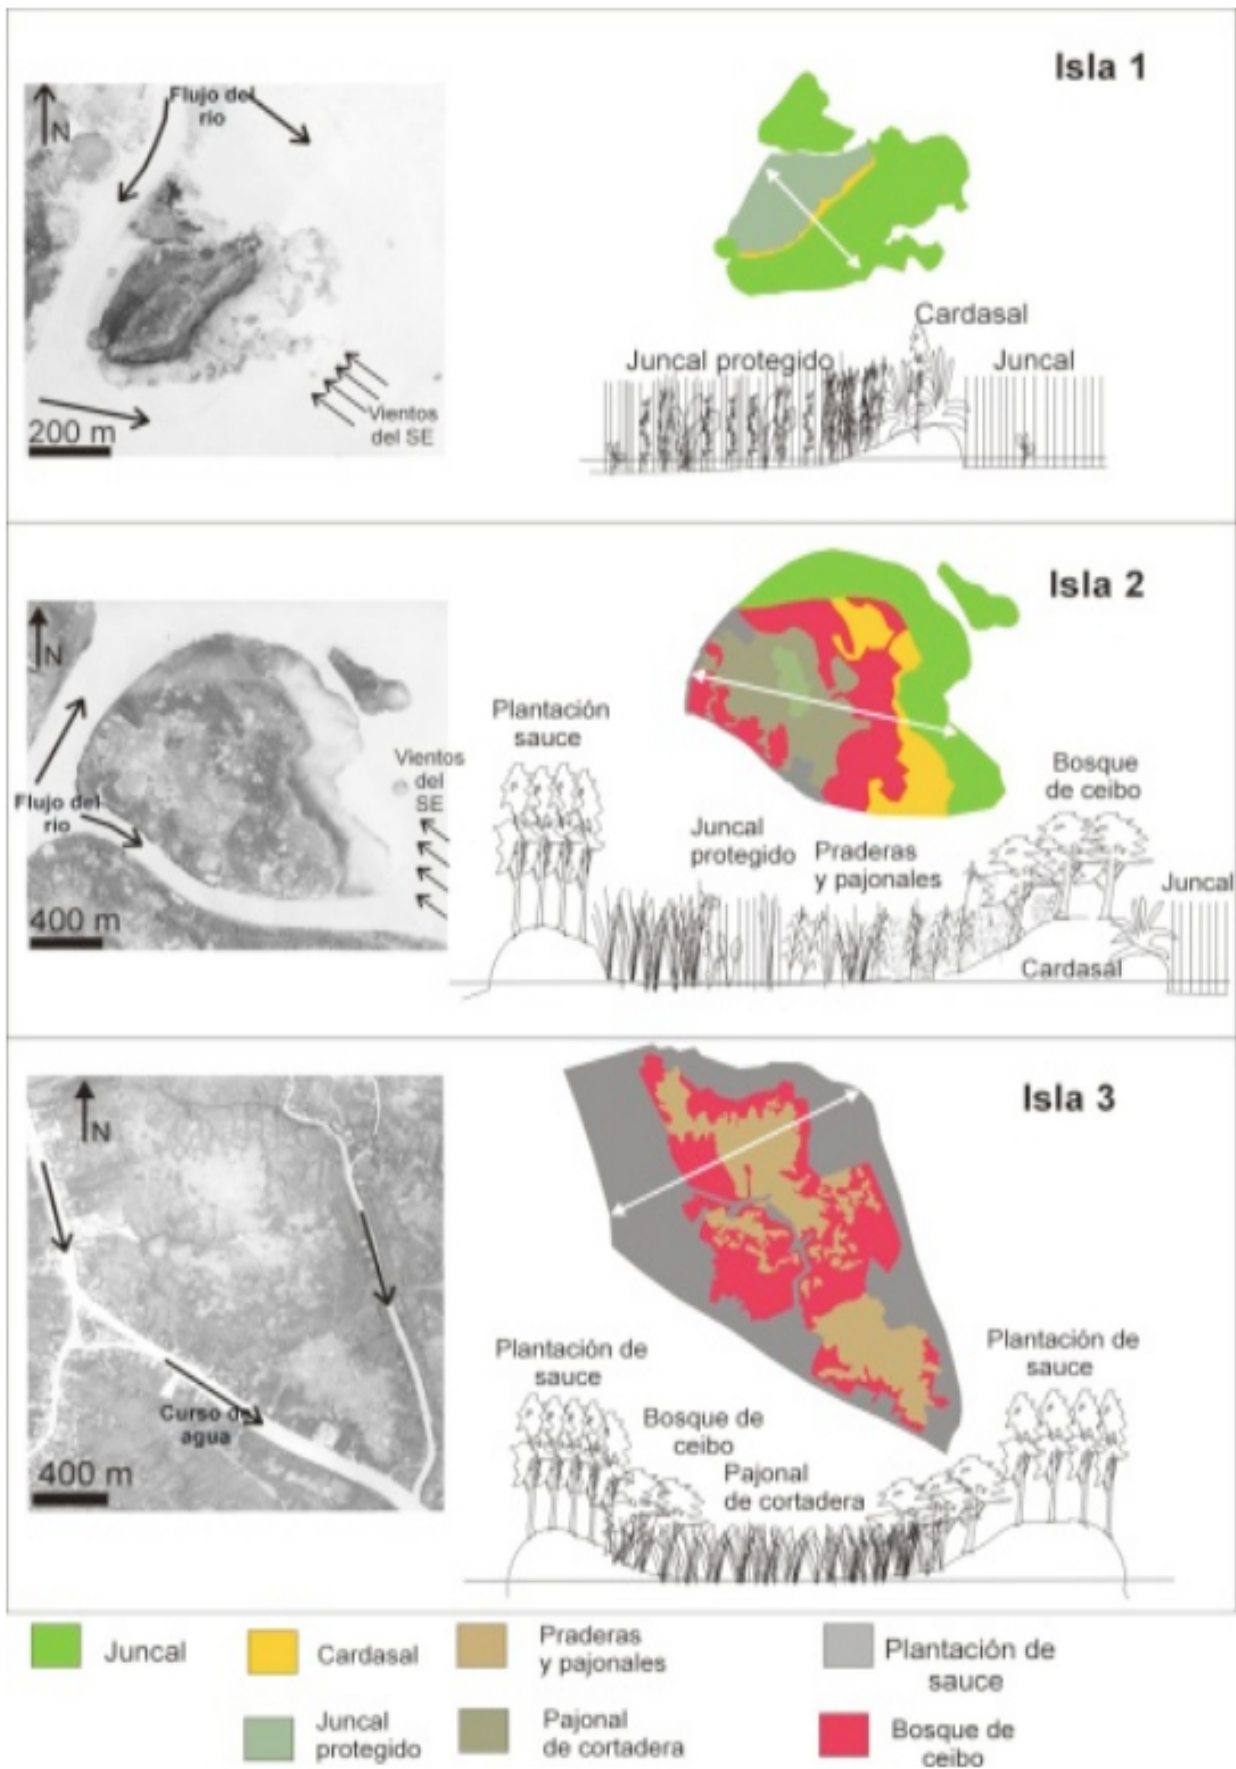 Isla 1
Flujo del
río
N
200 m
Vientos
del SE
Cardasal
Juncal protegido
Juncal
Isla 2
N
Flujo del
río
400 m
Vientos
del
SE
Plantación
sauce
Juncal
protegido
Praderas
y pajonales
Bosque
de ceibo
Juncal
Cardasal
Isla 3
N
Curso de
agua
400 m
Plantación de
sauce
Bosque de
ceibo
Pajonal
de cortadera
Plantación de
sauce
Juncal
Cardasal
Praderas
y pajonales
Plantación de
sauce
Juncal
protegido
Pajonal
de cortadera
Bosque de
ceibo